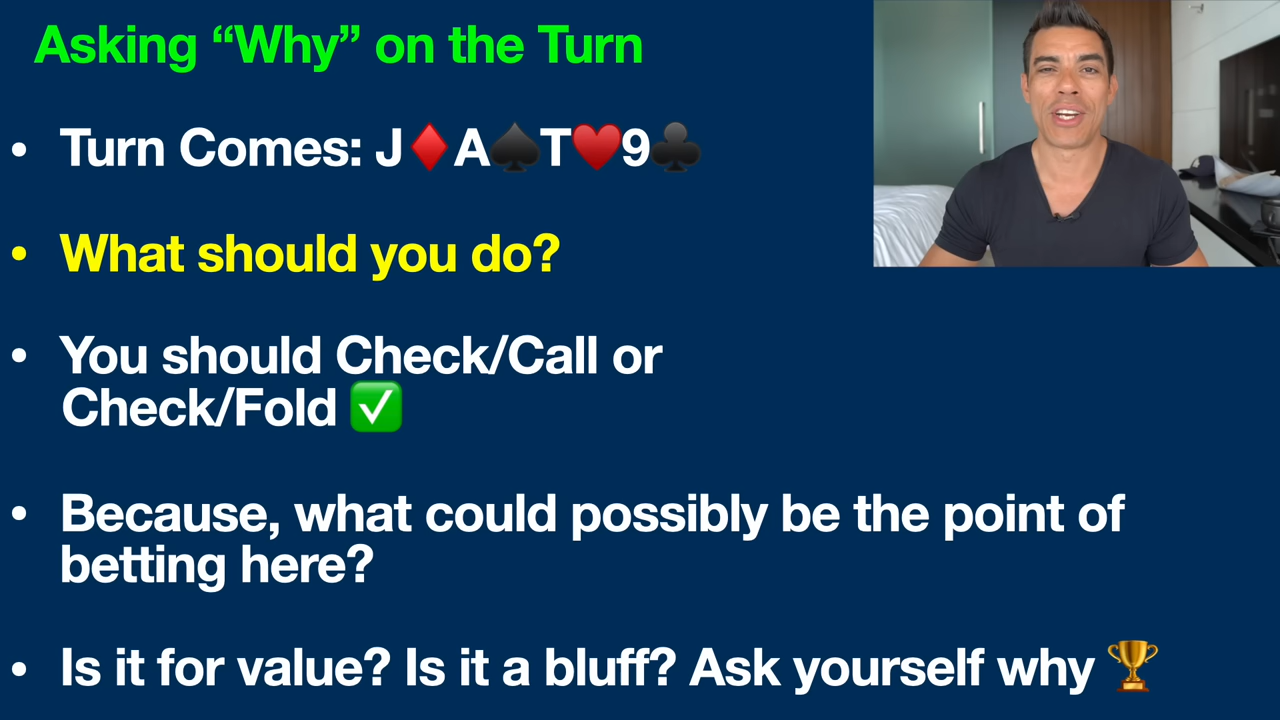 Asking “Why” on the Turn
• Turn Comes: J♦️A♠️T♥️9♣️
• What should you do?
• You should Check/Call or
Check/Fold ✅
• Because, what could possibly be the point of
betting here?
• Is it for value? Is it a bluff? Ask yourself why 🏆